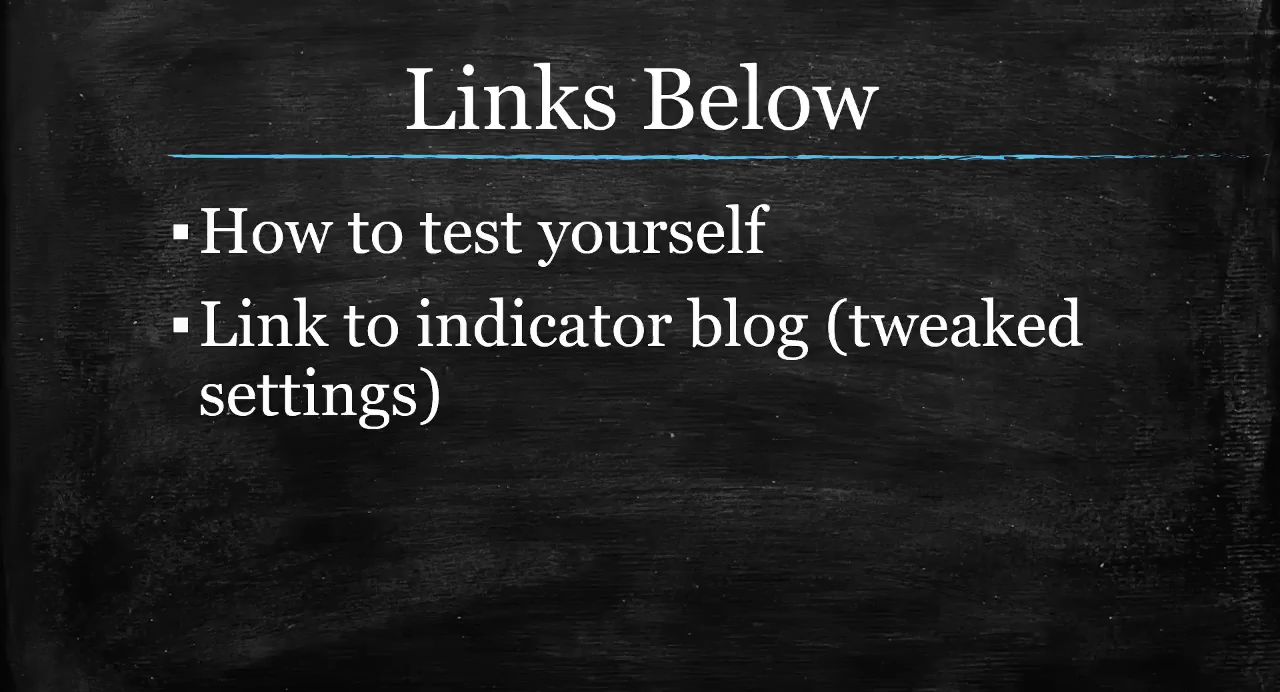 Links Below
▪ How to test yourself
▪ Link to indicator blog (tweaked
settings)